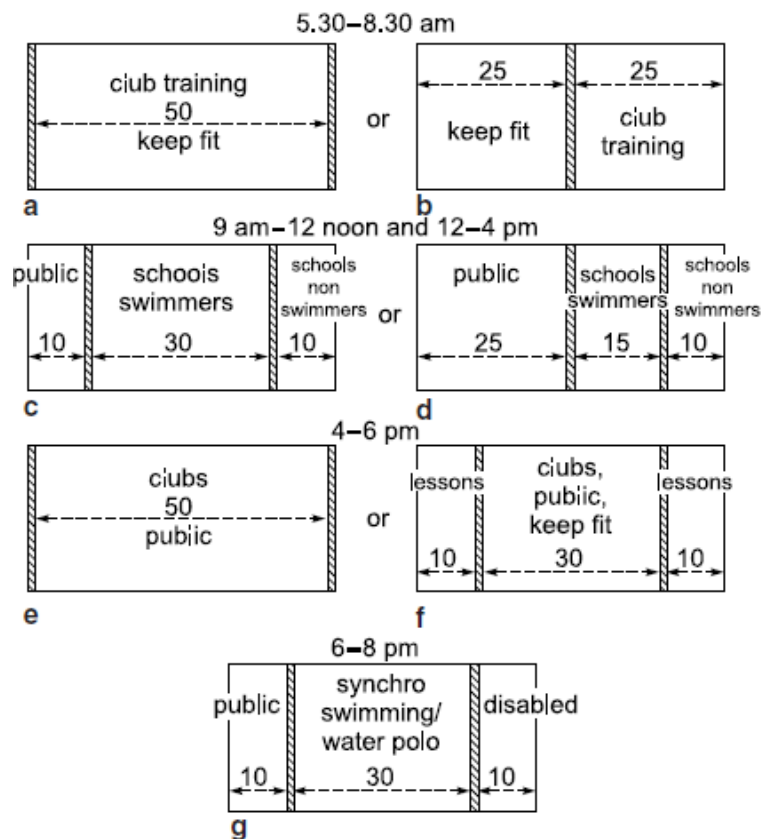 5.30–8.30 am
club training
50
keep fit
a
or
25
keep fit
25
club
training
b
9 am–12 noon and 12–4 pm
public
10
schools
swimmers
30
schools
non
swimmers
10
c
or
public
25
schools
swimmers
15
schools
non
swimmers
10
d
4–6 pm
clubs
50
public
e
or
lessons
10
clubs,
public,
keep fit
30
lessons
10
f
6–8 pm
public
10
synchro
swimming/
water polo
30
disabled
10
g